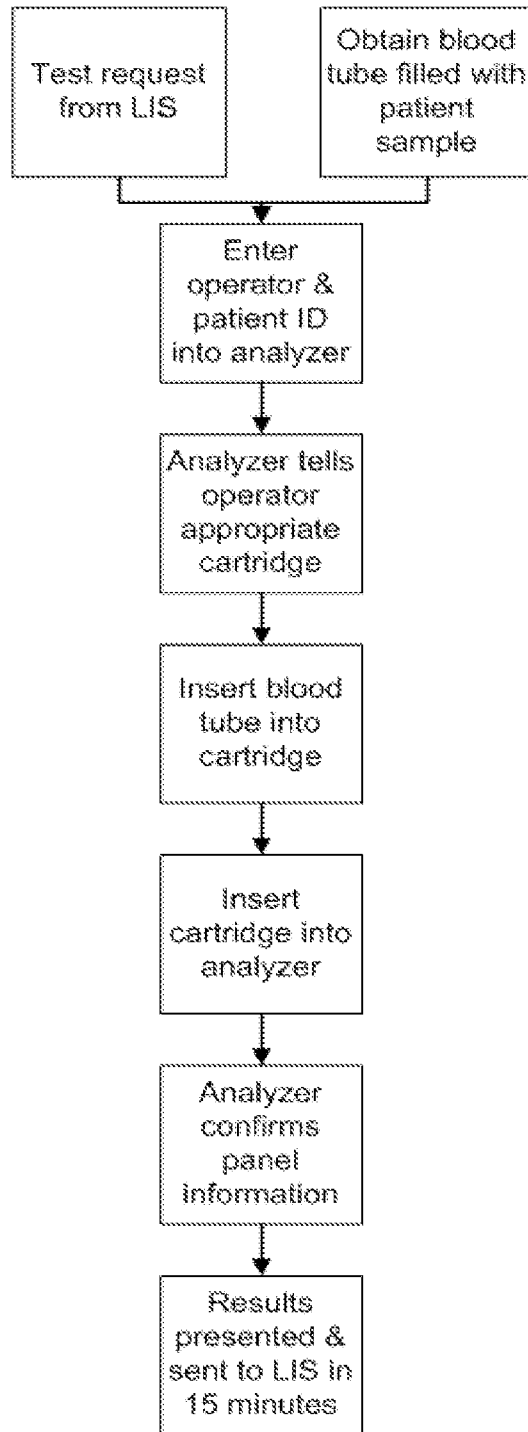 Test request
from LIS
Obtain blood
tube filled with
patient
sample
Enter
operator &
patient ID
into analyzer
Analyzer tells
operator
appropriate
cartridge
Insert blood
tube into
cartridge
Insert
cartridge into
analyzer
Analyzer
confirms
panel
information
Results
presented &
sent to LIS in
15 minutes